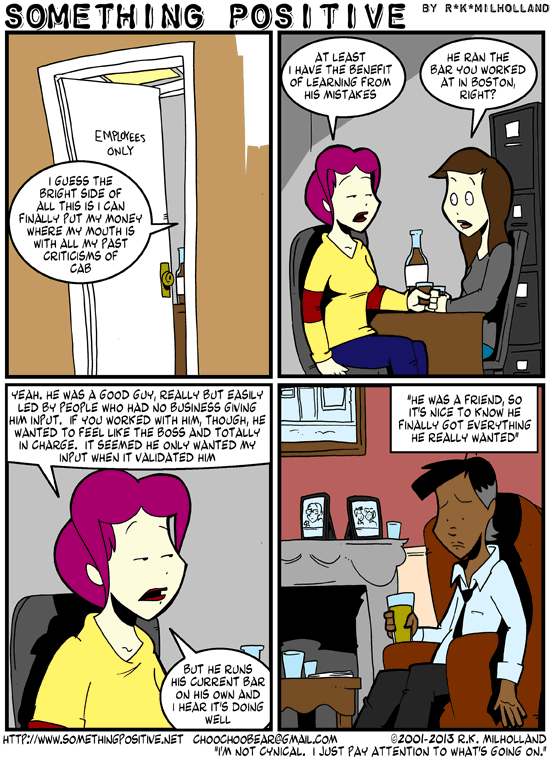 SOMETHING POSITIVE BY R*K*MILHOLLAND
EMPLOYEES
ONLY
I GUESS THE
BRIGHT SIDE OF
ALL THIS IS I CAN
FINALLY PUT MY MONEY
WHERE MY MOUTH IS
WITH ALL MY PAST
CRITICISMS OF
CAB
AT LEAST
I HAVE THE BENEFIT
OF LEARNING FROM
HIS MISTAKES
HE RAN THE
BAR YOU WORKED
AT IN BOSTON,
RIGHT?
YEAH. HE WAS A GOOD GUY, REALLY BUT EASILY
LED BY PEOPLE WHO HAD NO BUSINESS GIVING
HIM INPUT. IF YOU WORKED WITH HIM, THOUGH, HE
WANTED TO FEEL LIKE THE BOSS AND TOTALLY
IN CHARGE. IT SEEMED HE ONLY WANTED MY
INPUT WHEN IT VALIDATED HIM
BUT HE RUNS
HIS CURRENT BAR
ON HIS OWN AND
I HEAR IT'S DOING
WELL
"HE WAS A FRIEND, SO
IT'S NICE TO KNOW HE
FINALLY GOT EVERYTHING
HE REALLY WANTED"
HTTP://WWW.SOMETHINGPOSITIVE.NET CHOOCHOOBEAR@GMAIL.COM ©2001-2013 R.K. MILHOLLAND
"I'M NOT CYNICAL. I JUST PAY ATTENTION TO WHAT'S GOING ON."